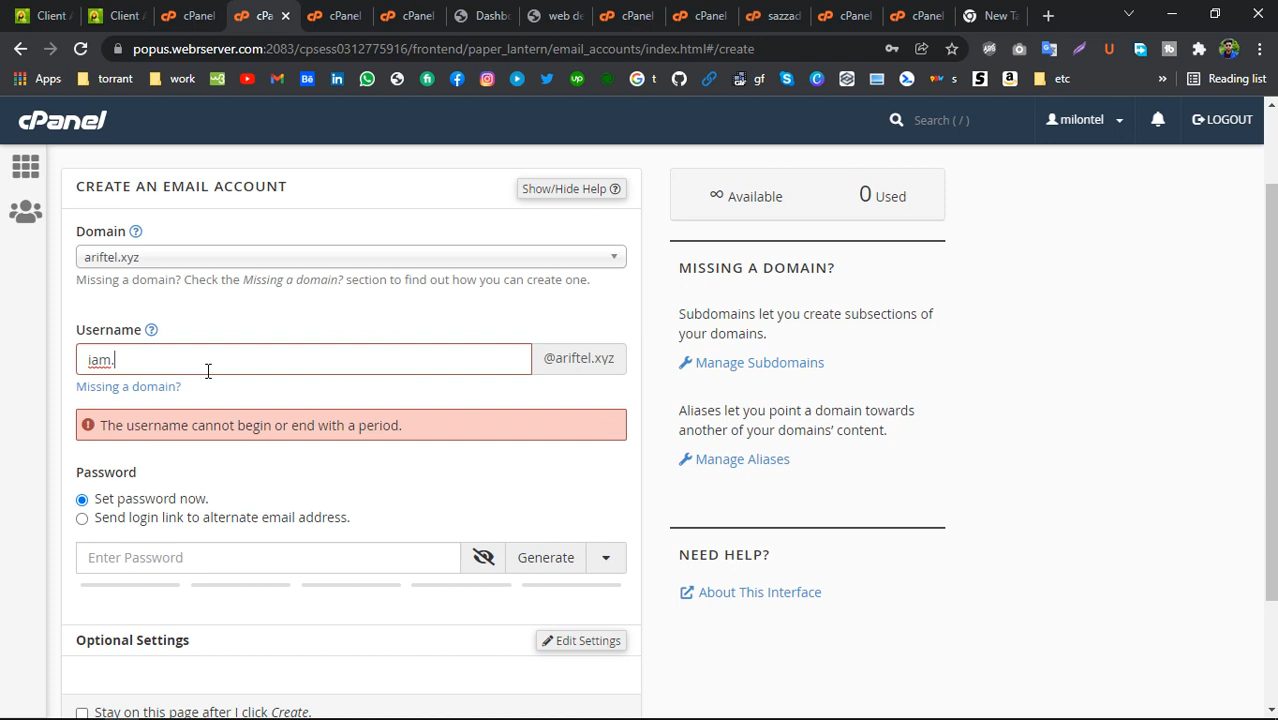 Client A
Client A
cPanel
cPa
cPanel
cPanel
Dashbo
web de
cPanel
cPanel
sazzad
cPanel
cPanel
New Ta
popus.webrserver.com:2083/cpsess0312775916/frontend/paper_lantern/email_accounts/index.html#/create
Apps
torrant
work
t
gf
s
etc
Reading list
cPanel
Search ( / )
milontel
LOGOUT
CREATE AN EMAIL ACCOUNT
Show/Hide Help
Domain
ariftel.xyz
Missing a domain? Check the Missing a domain? section to find out how you can create one.
Username
iam.
@ariftel.xyz
Missing a domain?
The username cannot begin or end with a period.
Password
Set password now.
Send login link to alternate email address.
Enter Password
Generate
Optional Settings
Edit Settings
Stay on this page after I click Create.
∞ Available
0 Used
MISSING A DOMAIN?
Subdomains let you create subsections of
your domains.
Manage Subdomains
Aliases let you point a domain towards
another of your domains' content.
Manage Aliases
NEED HELP?
About This Interface